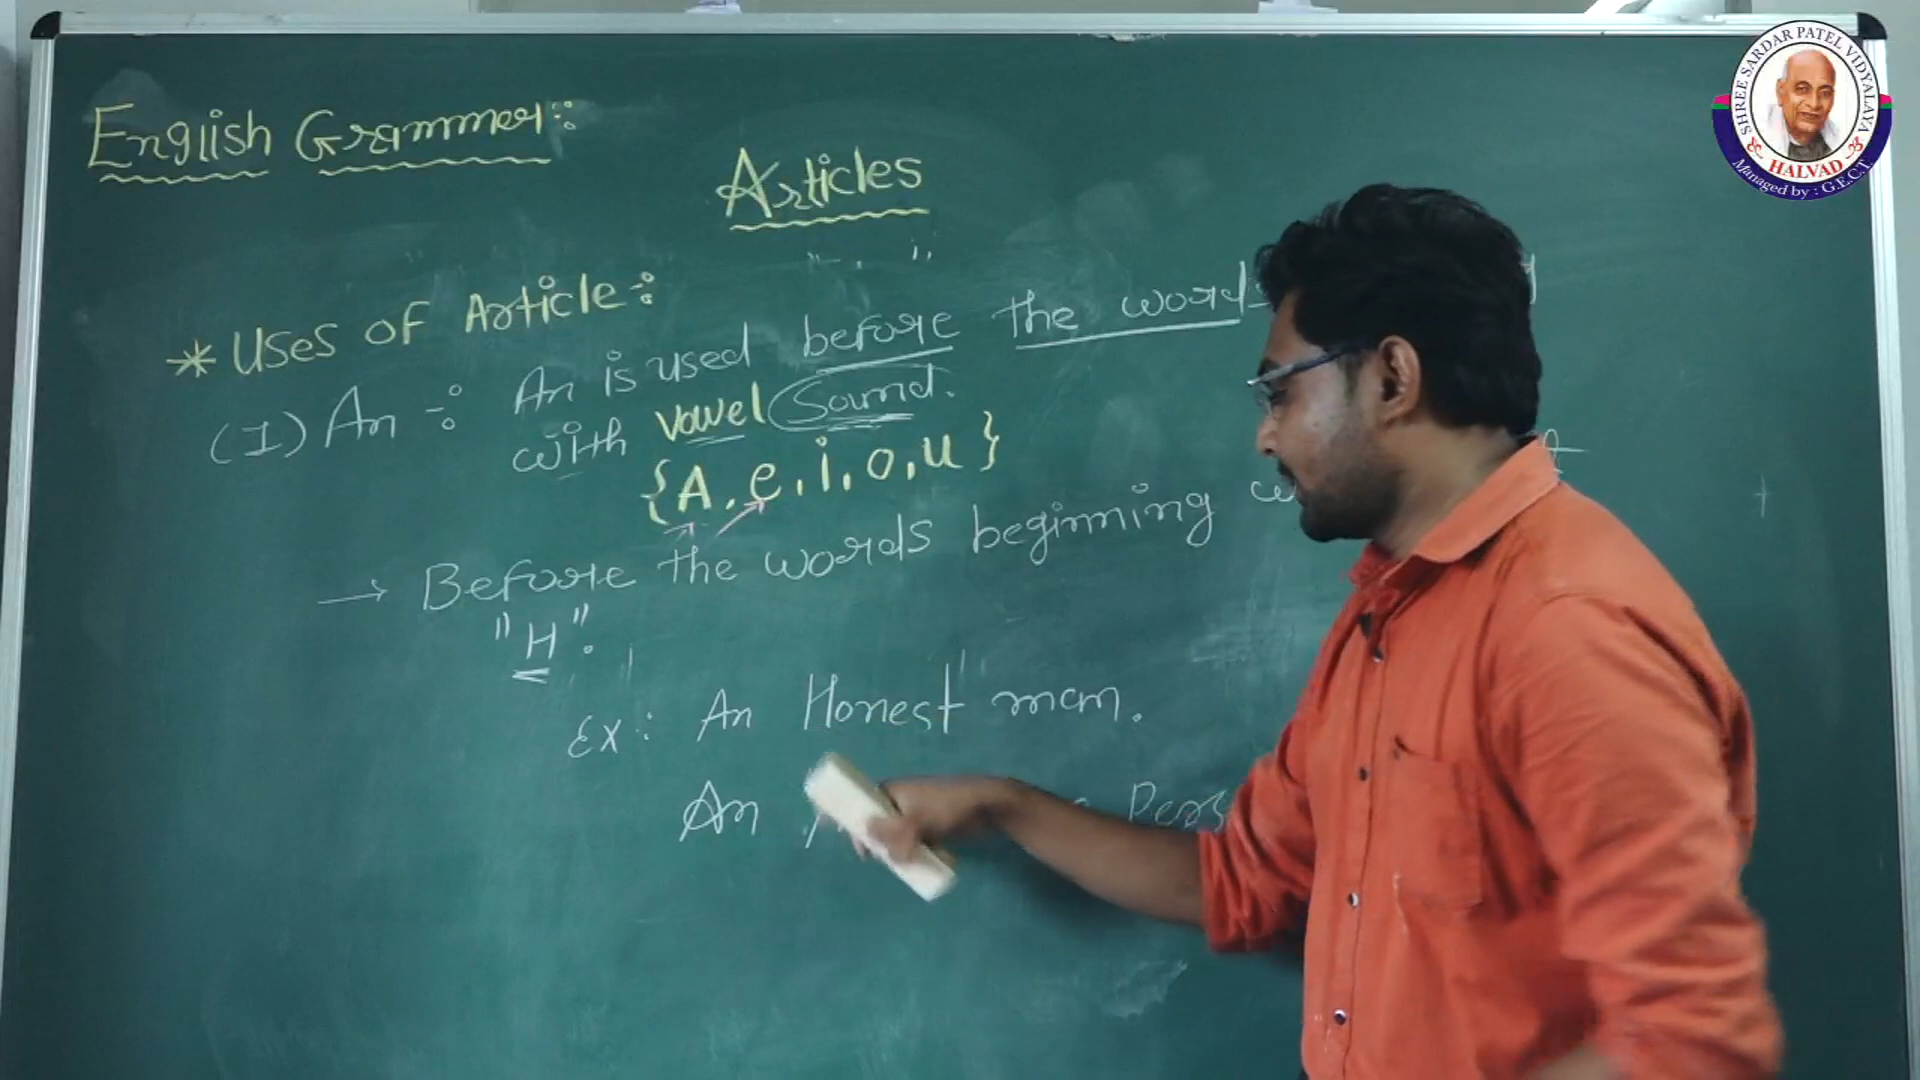 English Grammer:
Articles
* Uses of Article :-
(1) An :- An is used before the words
with vowel Sound.
{A, e, i, o, u}
→ Before the words beginning
"H".
Ex: An Honest man.
An
SHREE SARDAR PATEL VIDYALAYA
HALVAD
Managed by : G.E.C.T.